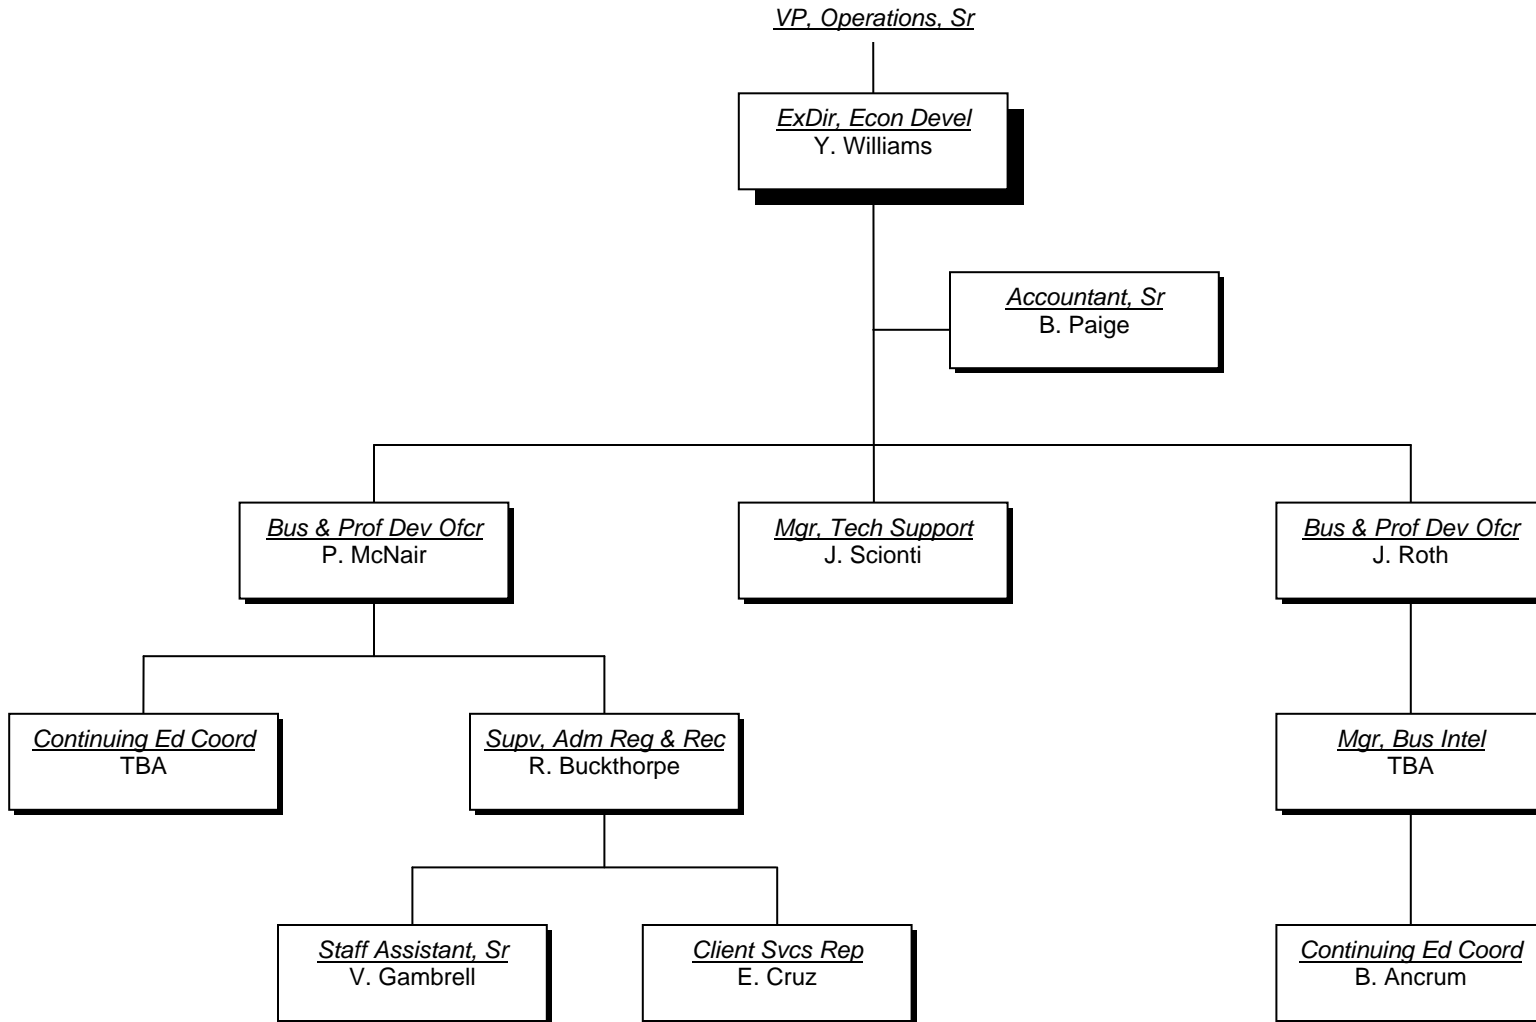 VP, Operations, Sr
ExDir, Econ Devel
Y. Williams
Accountant, Sr
B. Paige
Bus & Prof Dev Ofcr
P. McNair
Mgr, Tech Support
J. Scionti
Bus & Prof Dev Ofcr
J. Roth
Continuing Ed Coord
TBA
Supv, Adm Reg & Rec
R. Buckthorpe
Mgr, Bus Intel
TBA
Staff Assistant, Sr
V. Gambrell
Client Svcs Rep
E. Cruz
Continuing Ed Coord
B. Ancrum